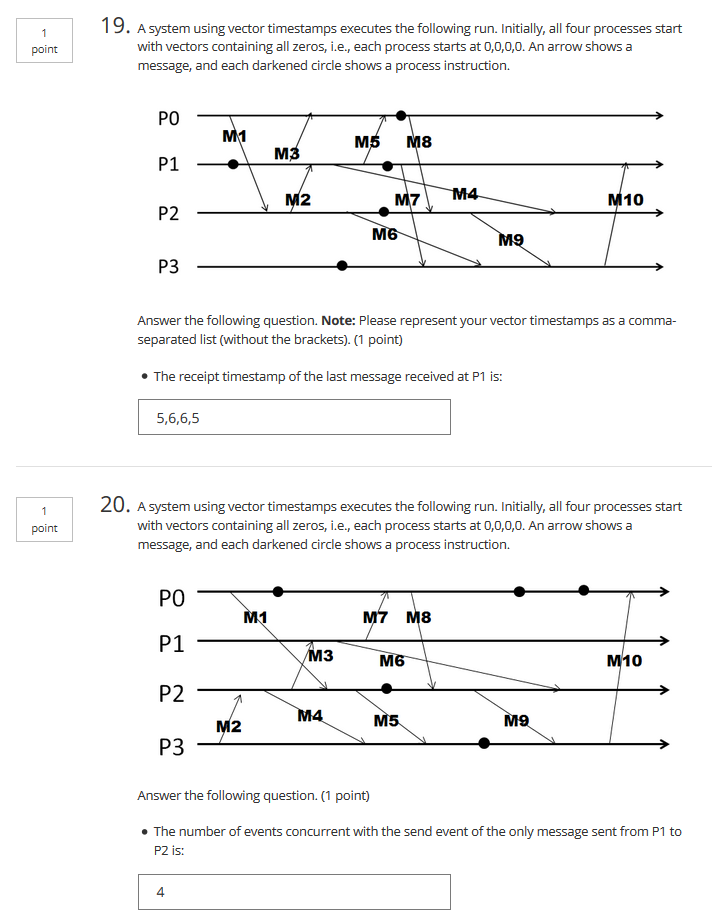 1
point
19. A system using vector timestamps executes the following run. Initially, all four processes start
with vectors containing all zeros, i.e., each process starts at 0,0,0,0. An arrow shows a
message, and each darkened circle shows a process instruction.
P0
M1
M5
M8
M3
P1
M2
M7
M4
M10
P2
M6
M9
P3
Answer the following question. Note: Please represent your vector timestamps as a comma-
separated list (without the brackets). (1 point)
• The receipt timestamp of the last message received at P1 is:
5,6,6,5
1
point
20. A system using vector timestamps executes the following run. Initially, all four processes start
with vectors containing all zeros, i.e., each process starts at 0,0,0,0. An arrow shows a
message, and each darkened circle shows a process instruction.
P0
M1
M7
M8
P1
M3
M6
M10
P2
M4
M5
M9
M2
P3
Answer the following question. (1 point)
• The number of events concurrent with the send event of the only message sent from P1 to
P2 is:
4